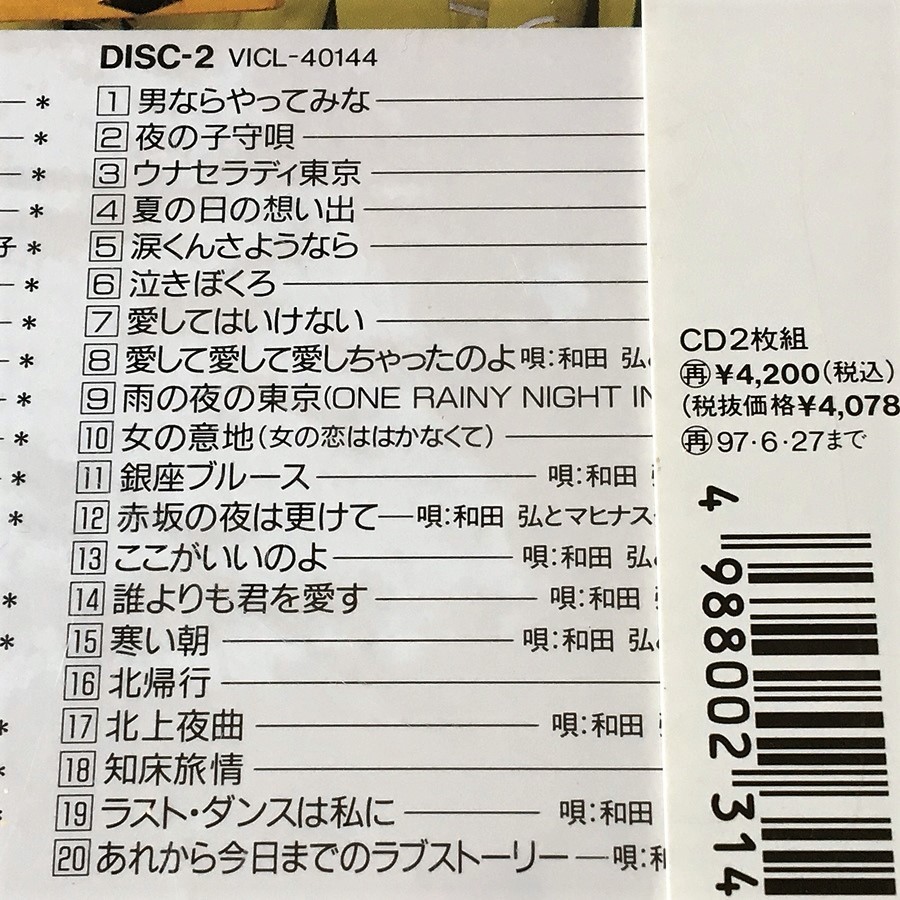 DISC-2 VICL-40144
* 1 男ならやってみな
* 2 夜の子守唄
* 3 ウナセラディ東京
* 4 夏の日の想い出
子* 5 涙くんさようなら
* 6 泣きぼくろ
* 7 愛してはいけない
* 8 愛して愛して愛しちゃったのよ 唄:和田 弘
* 9 雨の夜の東京(ONE RAINY NIGHT IN
* 10 女の意地(女の恋ははかなくて)
* 11 銀座ブルース 唄:和田
* 12 赤坂の夜は更けて 唄:和田 弘とマヒナス
13 ここがいいのよ 唄:和田 弘
* 14 誰よりも君を愛す 唄:和田
* 15 寒い朝 唄:和田 弘
16 北帰行
* 17 北上夜曲 唄:和田
* 18 知床旅情
19 ラスト・ダンスは私に 唄:和田
20 あれから今日までのラブストーリー 唄:
CD2枚組
再¥4,200(税込)
(税抜価格¥4,078
再97・6・27まで
4 988002 314